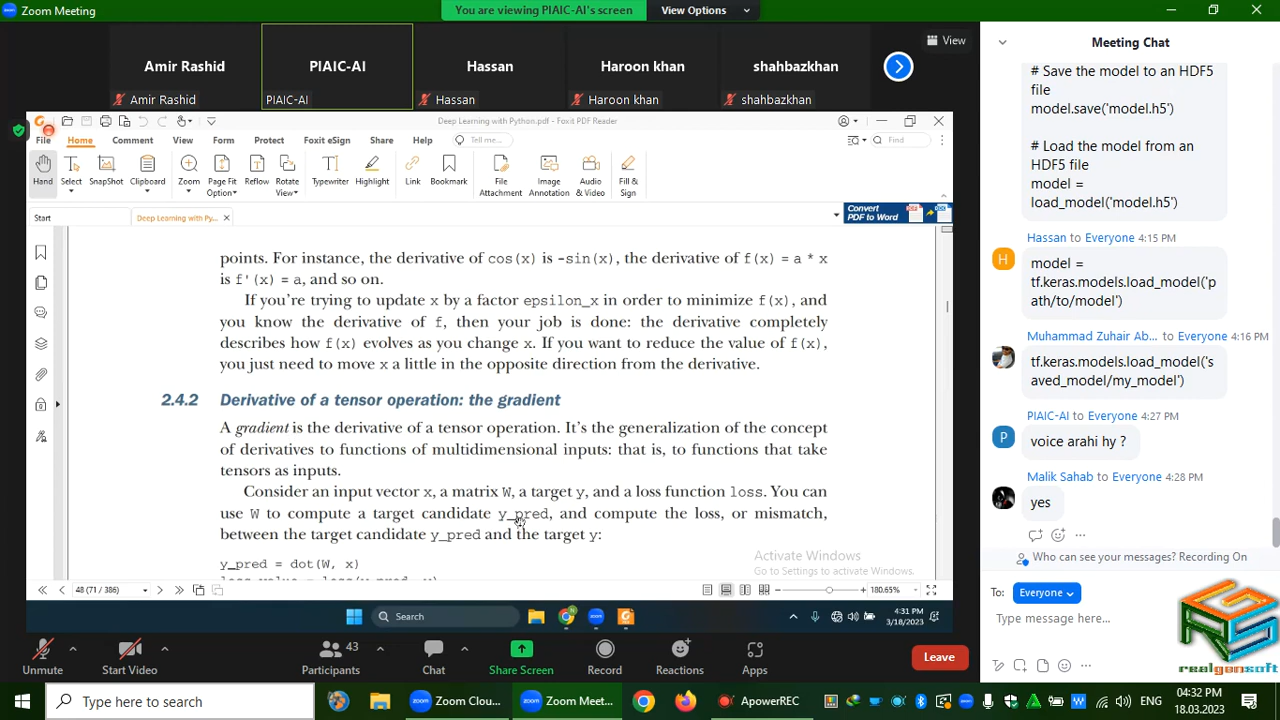 Zoom Meeting
You are viewing PIAIC-AI's screen
View Options
Amir Rashid
PIAIC-AI
Hassan
Haroon khan
shahbazkhan
View
Amir Rashid
PIAIC-AI
Hassan
Haroon khan
shahbazkhan
Deep Learning with Python.pdf - Foxit PDF Reader
File
Home
Comment
View
Form
Protect
Foxit eSign
Share
Help
Tell me...
Find
Hand
Select
SnapShot
Clipboard
Zoom
Page Fit Option
Reflow
Rotate View
Typewriter
Highlight
Link
Bookmark
File Attachment
Image Annotation
Audio & Video
Fill & Sign
Start
Deep Learning with Py...
Convert PDF to Word
points. For instance, the derivative of cos(x) is -sin(x), the derivative of f(x) = a * x
is f'(x) = a, and so on.
If you're trying to update x by a factor epsilon_x in order to minimize f(x), and
you know the derivative of f, then your job is done: the derivative completely
describes how f(x) evolves as you change x. If you want to reduce the value of f(x),
you just need to move x a little in the opposite direction from the derivative.
2.4.2 Derivative of a tensor operation: the gradient
A gradient is the derivative of a tensor operation. It's the generalization of the concept
of derivatives to functions of multidimensional inputs: that is, to functions that take
tensors as inputs.
Consider an input vector x, a matrix W, a target y, and a loss function loss. You can
use W to compute a target candidate y_pred, and compute the loss, or mismatch,
between the target candidate y_pred and the target y:
y_pred = dot(W, x)
loss_value = loss(y_pred, y)
Activate Windows
Go to Settings to activate Windows.
48 (71 / 386)
180.65%
Search
4:31 PM
3/18/2023
Meeting Chat
# Save the model to an HDF5
file
model.save('model.h5')
# Load the model from an
HDF5 file
model =
load_model('model.h5')
Hassan to Everyone 4:15 PM
H
model =
tf.keras.models.load_model('p
ath/to/model')
Muhammad Zuhair Ab... to Everyone 4:16 PM
tf.keras.models.load_model('s
aved_model/my_model')
PIAIC-AI to Everyone 4:27 PM
P
voice arahi hy ?
Malik Sahab to Everyone 4:28 PM
yes
Who can see your messages? Recording On
To: Everyone
Type message here...
realgensoft
Unmute
Start Video
Participants
43
Chat
Share Screen
Record
Reactions
Apps
Leave
Type here to search
Zoom Clou...
Zoom Meet...
PowerREC
ENG
04:32 PM
18.03.2023